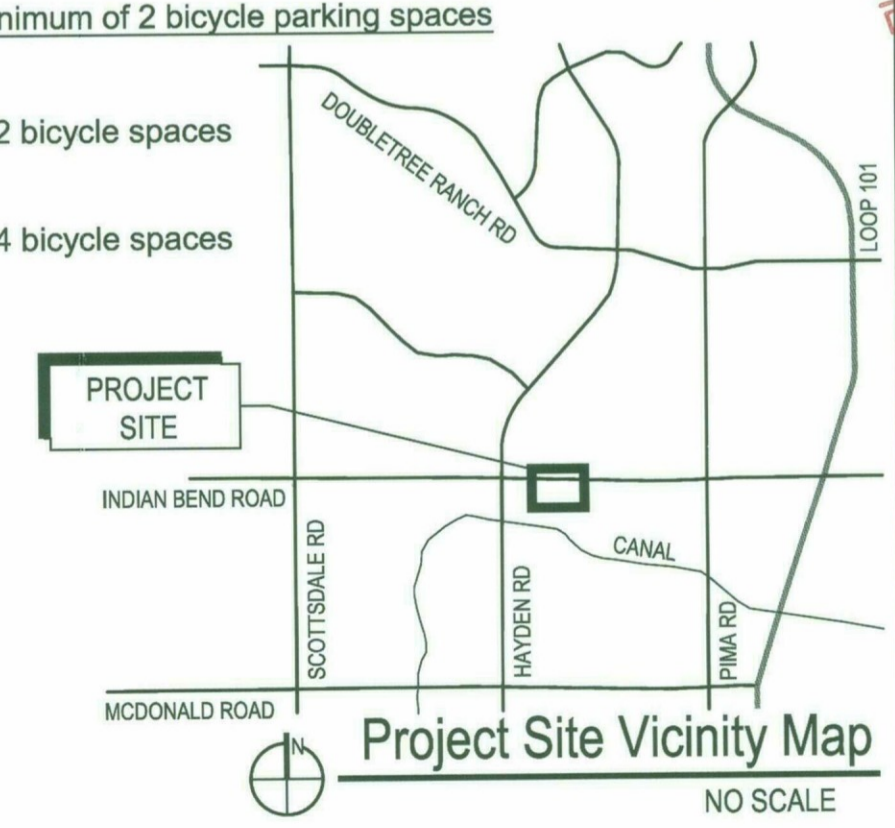 nimum of 2 bicycle parking spaces
2 bicycle spaces
4 bicycle spaces
DOUBLETREE RANCH RD
LOOP 101
PROJECT
SITE
INDIAN BEND ROAD
CANAL
SCOTTSDALE RD
HAYDEN RD
PIMA RD
MCDONALD ROAD
N
Project Site Vicinity Map
NO SCALE